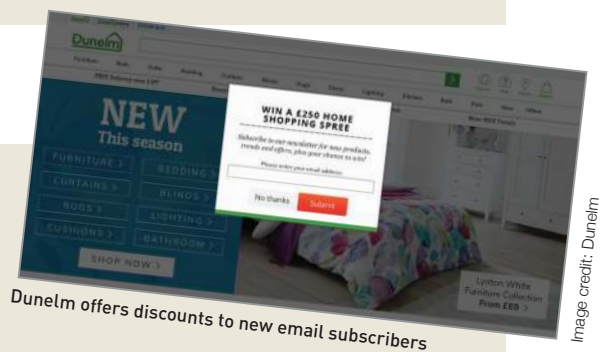 Dunelm
NEW
This season
FURNITURE >
BEDDING >
CURTAINS >
BLINDS >
RUGS >
LIGHTING >
CUSHIONS >
BATHROOM >
SHOP NOW >
WIN A £250 HOME
SHOPPING SPREE
Subscribe to our newsletter for new products,
trends and offers, plus your chance to win!
Please enter your email address:
No thanks
Submit
Lynton White
Furniture Collection
From £69 >
Dunelm offers discounts to new email subscribers
Image credit: Dunelm